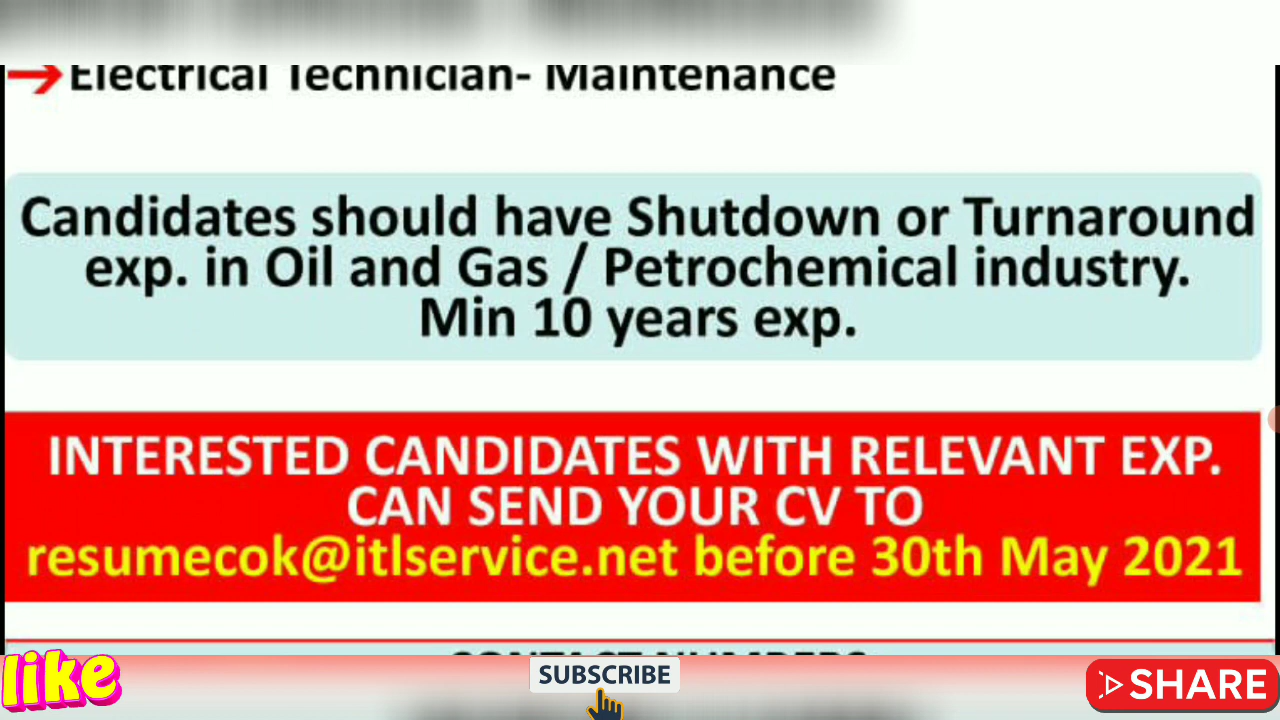 Electrical Technician- Maintenance
Candidates should have Shutdown or Turnaround
exp. in Oil and Gas / Petrochemical industry.
Min 10 years exp.
INTERESTED CANDIDATES WITH RELEVANT EXP.
CAN SEND YOUR CV TO
resumecok@itlservice.net before 30th May 2021
CONTACT NUMBERS
like
SUBSCRIBE
SHARE